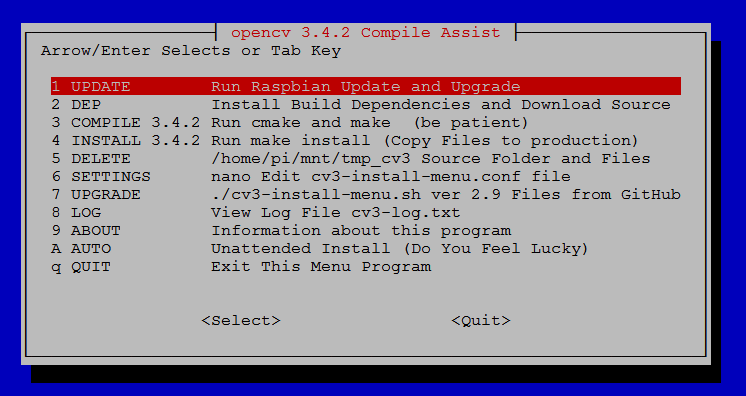 opencv 3.4.2 Compile Assist
Arrow/Enter Selects or Tab Key
1 UPDATE Run Raspbian Update and Upgrade
2 DEP Install Build Dependencies and Download Source
3 COMPILE 3.4.2 Run cmake and make (be patient)
4 INSTALL 3.4.2 Run make install (Copy Files to production)
5 DELETE /home/pi/mnt/tmp_cv3 Source Folder and Files
6 SETTINGS nano Edit cv3-install-menu.conf file
7 UPGRADE ./cv3-install-menu.sh ver 2.9 Files from GitHub
8 LOG View Log File cv3-log.txt
9 ABOUT Information about this program
A AUTO Unattended Install (Do You Feel Lucky)
q QUIT Exit This Menu Program
<Select> <Quit>